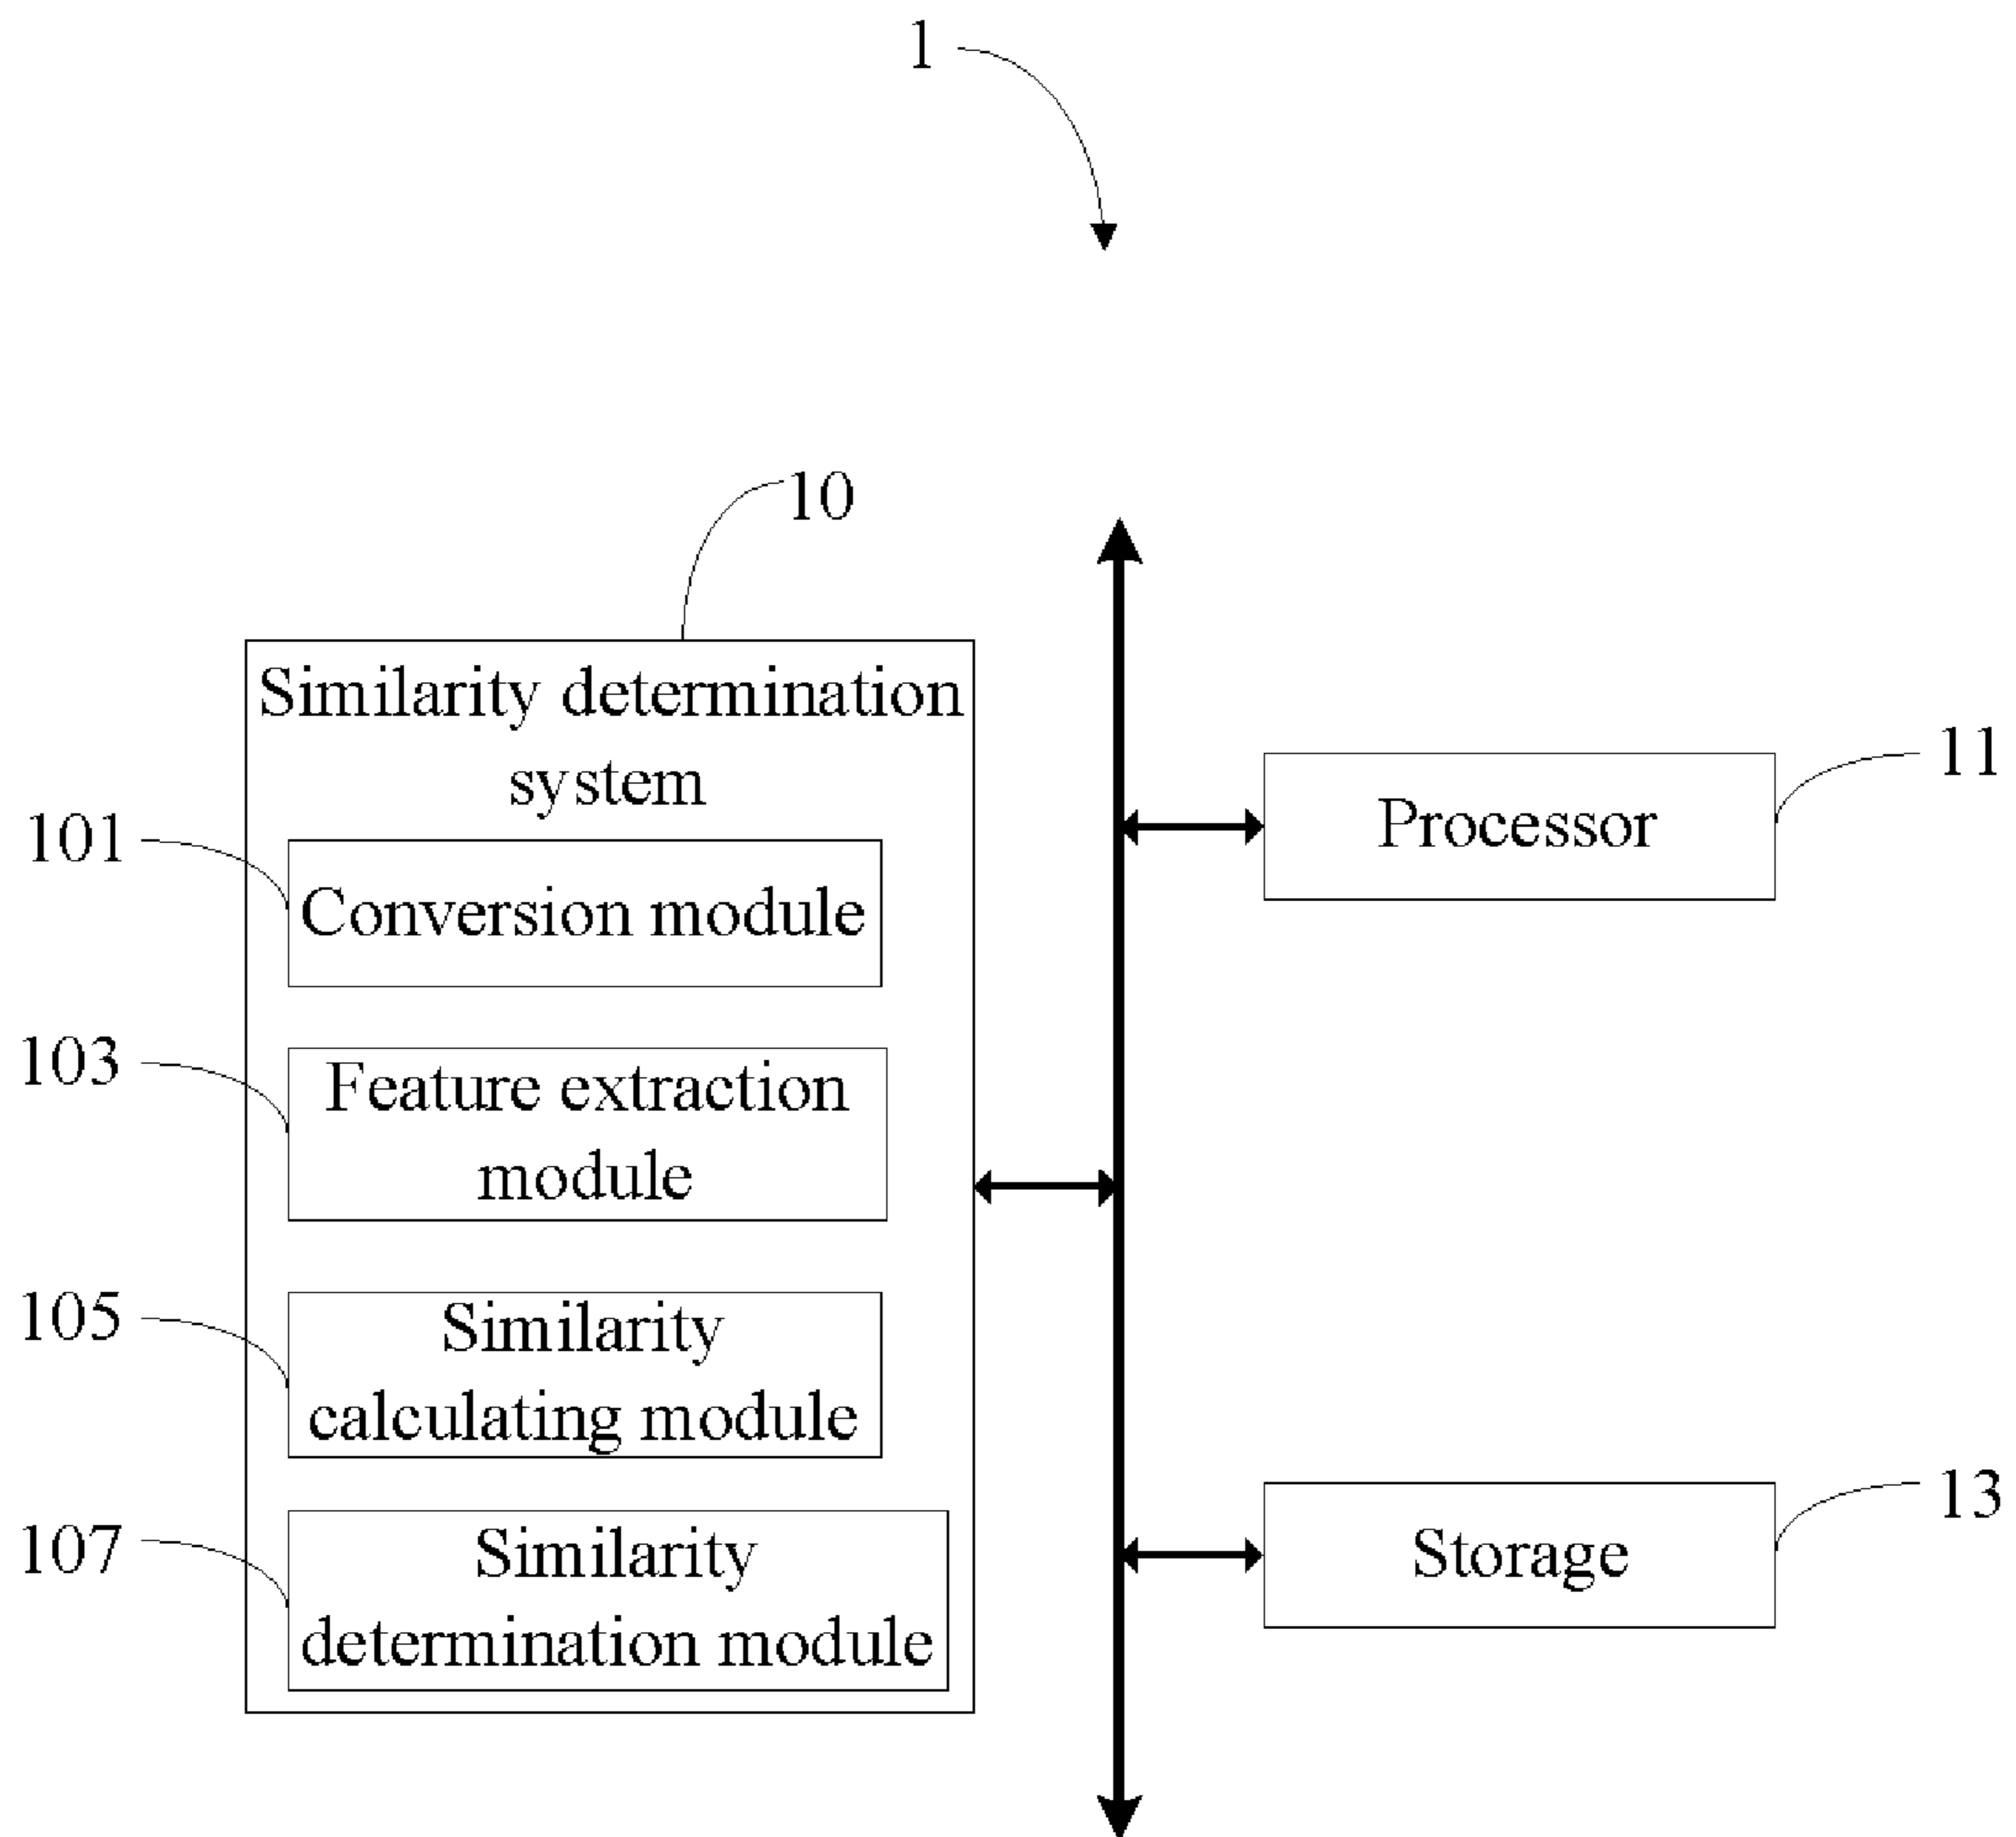 1
10
Similarity determination
system
101
Conversion module
103
Feature extraction
module
105
Similarity
calculating module
107
Similarity
determination module
11
Processor
13
Storage